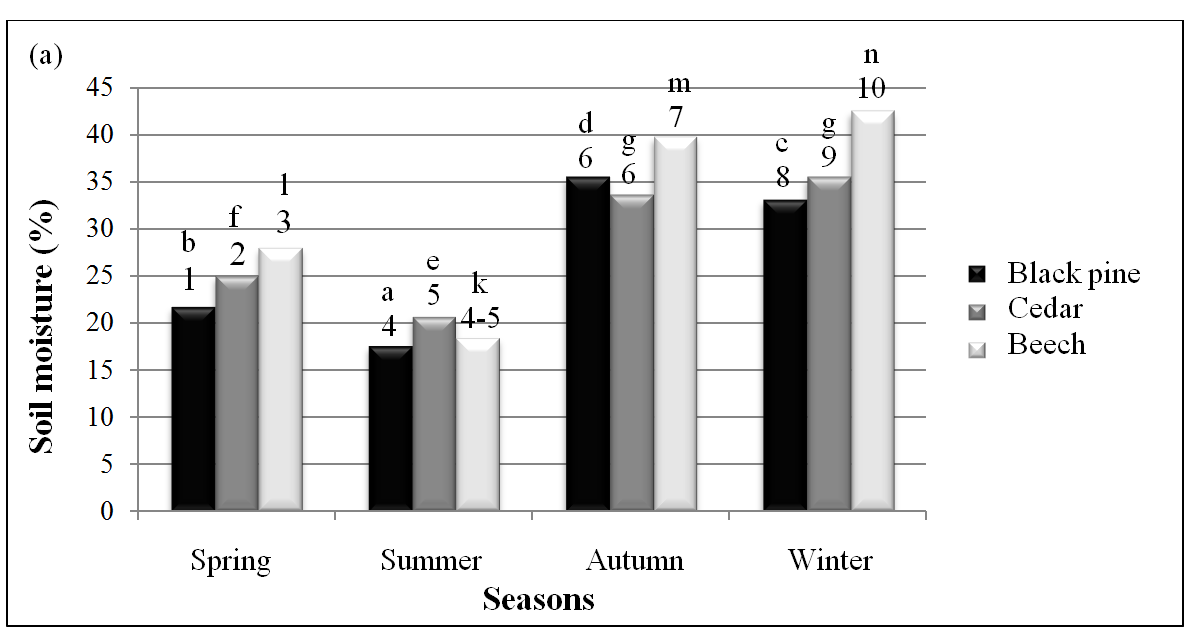 (a)
Soil moisture (%)
45
40
35
30
25
20
15
10
5
0
b
1
f
2
l
3
a
4
e
5
k
4-5
d
6
g
6
m
7
c
8
g
9
n
10
Spring
Summer
Autumn
Winter
Seasons
Black pine
Cedar
Beech